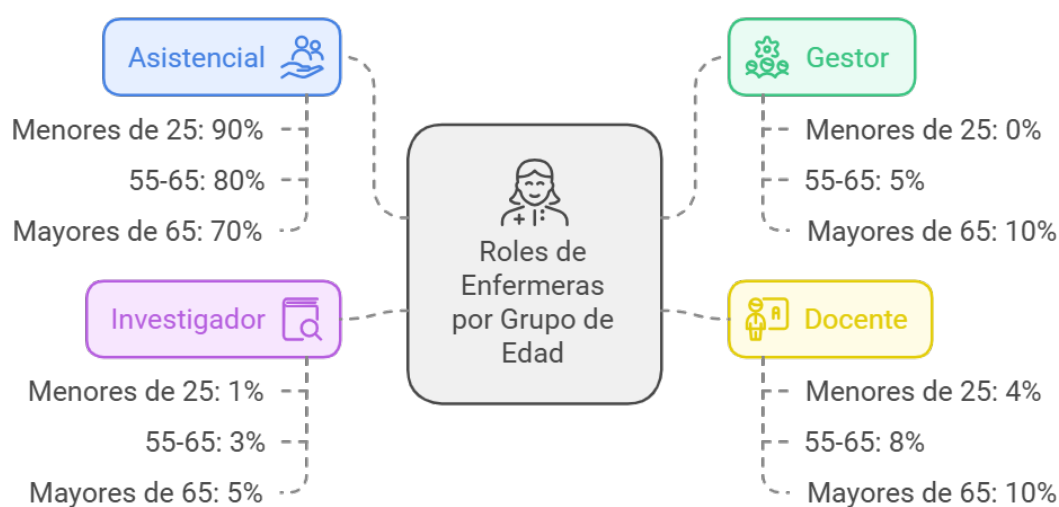 Asistencial
Menores de 25: 90%
55-65: 80%
Mayores de 65: 70%
Gestor
Menores de 25: 0%
55-65: 5%
Mayores de 65: 10%
Roles de
Enfermeras
por Grupo de
Edad
Investigador
Menores de 25: 1%
55-65: 3%
Mayores de 65: 5%
Docente
Menores de 25: 4%
55-65: 8%
Mayores de 65: 10%